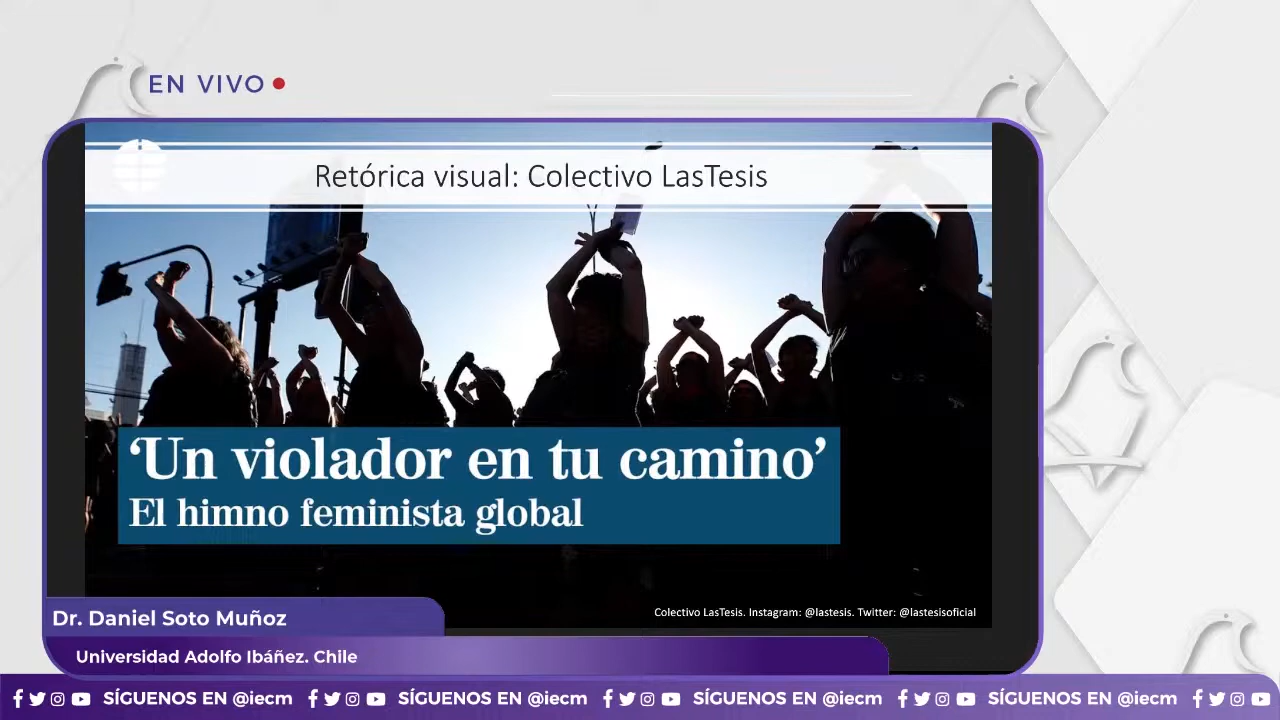 EN VIVO
Retórica visual: Colectivo LasTesis
‘Un violador en tu camino’
El himno feminista global
Colectivo LasTesis. Instagram: @lastesis. Twitter: @lastesisoficial
Dr. Daniel Soto Muñoz
Universidad Adolfo Ibáñez. Chile
SÍGUENOS EN @iecm SÍGUENOS EN @iecm SÍGUENOS EN @iecm SÍGUENOS EN @iecm